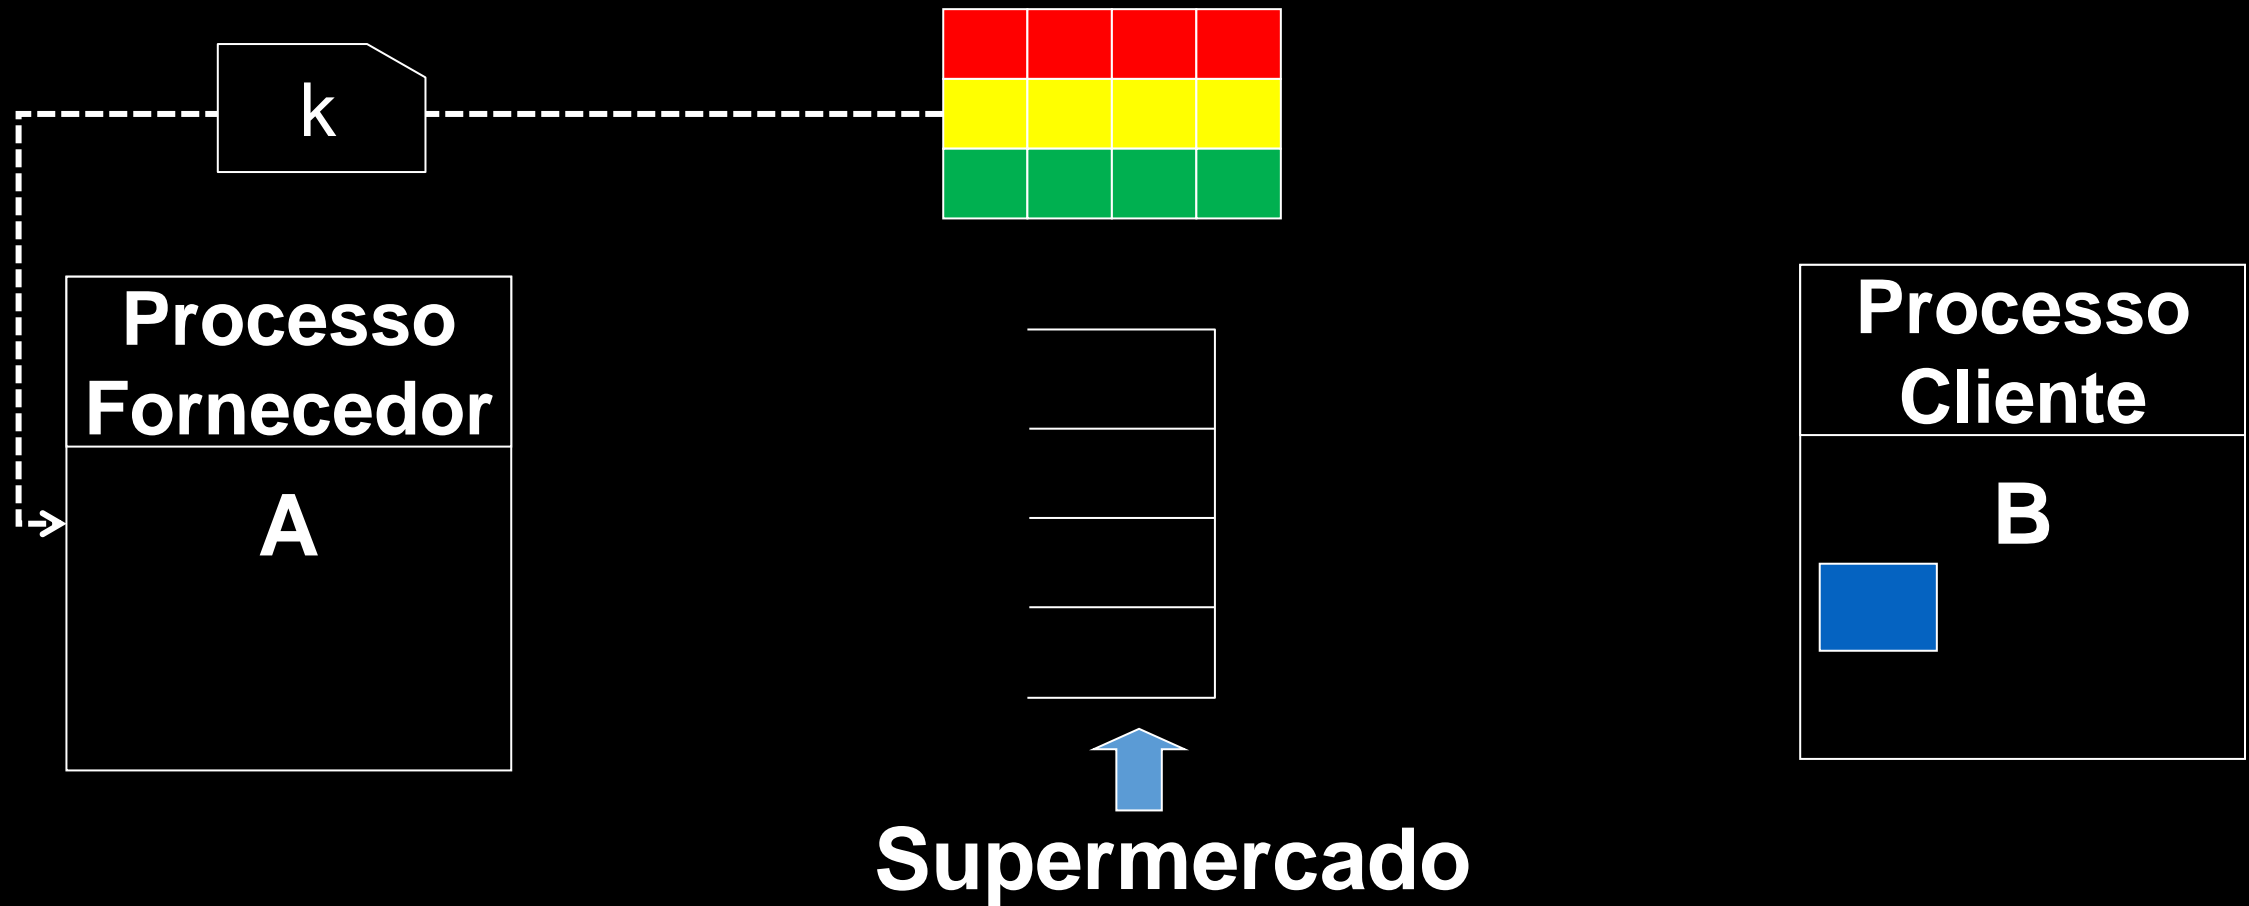 k
Processo
Fornecedor
A
Processo
Cliente
B
Supermercado